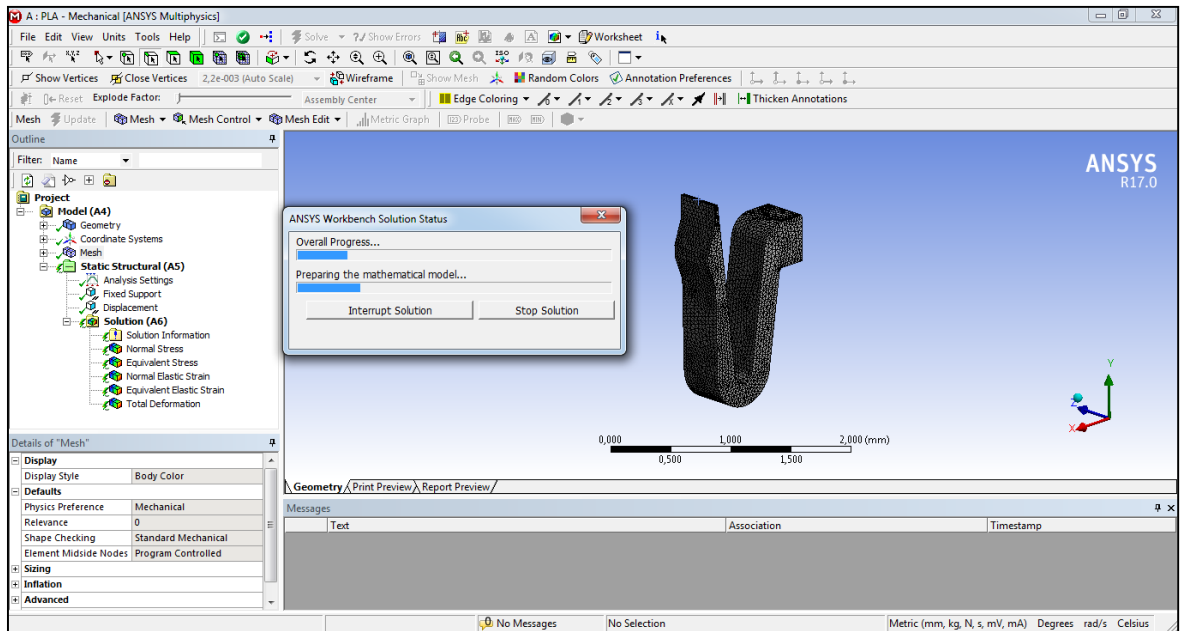 A : PLA - Mechanical [ANSYS Multiphysics]
File Edit View Units Tools Help Solve ?/ Show Errors Worksheet
Show Vertices Close Vertices 2,2e-003 (Auto Scale) Wireframe Show Mesh Random Colors Annotation Preferences
Reset Explode Factor: Assembly Center Edge Coloring Thicken Annotations
Mesh Update Mesh Mesh Control Mesh Edit Metric Graph Probe
Outline
Filter: Name
Project
Model (A4)
Geometry
Coordinate Systems
Mesh
Static Structural (A5)
Analysis Settings
Fixed Support
Displacement
Solution (A6)
Solution Information
Normal Stress
Equivalent Stress
Normal Elastic Strain
Equivalent Elastic Strain
Total Deformation
ANSYS Workbench Solution Status
Overall Progress...
Preparing the mathematical model...
Interrupt Solution Stop Solution
ANSYS
R17.0
Y
Z
X
0,000 1,000 2,000 (mm)
0,500 1,500
Geometry Print Preview Report Preview
Details of "Mesh"
Display
Display Style Body Color
Defaults
Physics Preference Mechanical
Relevance 0
Shape Checking Standard Mechanical
Element Midside Nodes Program Controlled
Sizing
Inflation
Advanced
Messages
Text Association Timestamp
No Messages No Selection Metric (mm, kg, N, s, mV, mA) Degrees rad/s Celsius